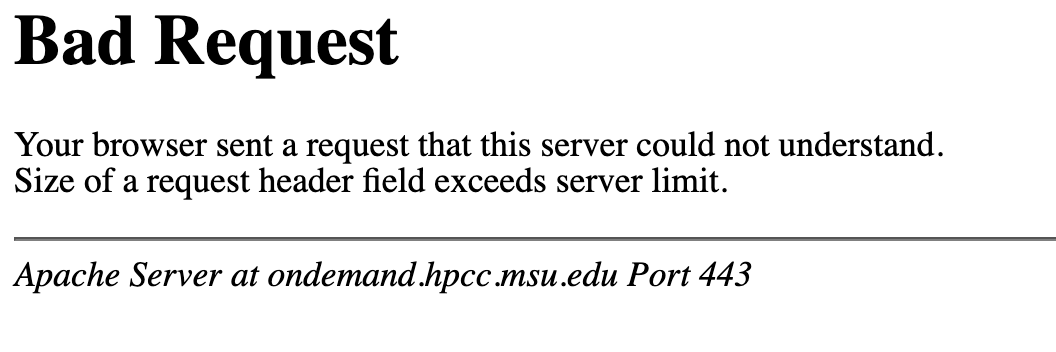 Bad Request
Your browser sent a request that this server could not understand.
Size of a request header field exceeds server limit.
Apache Server at ondemand.hpcc.msu.edu Port 443